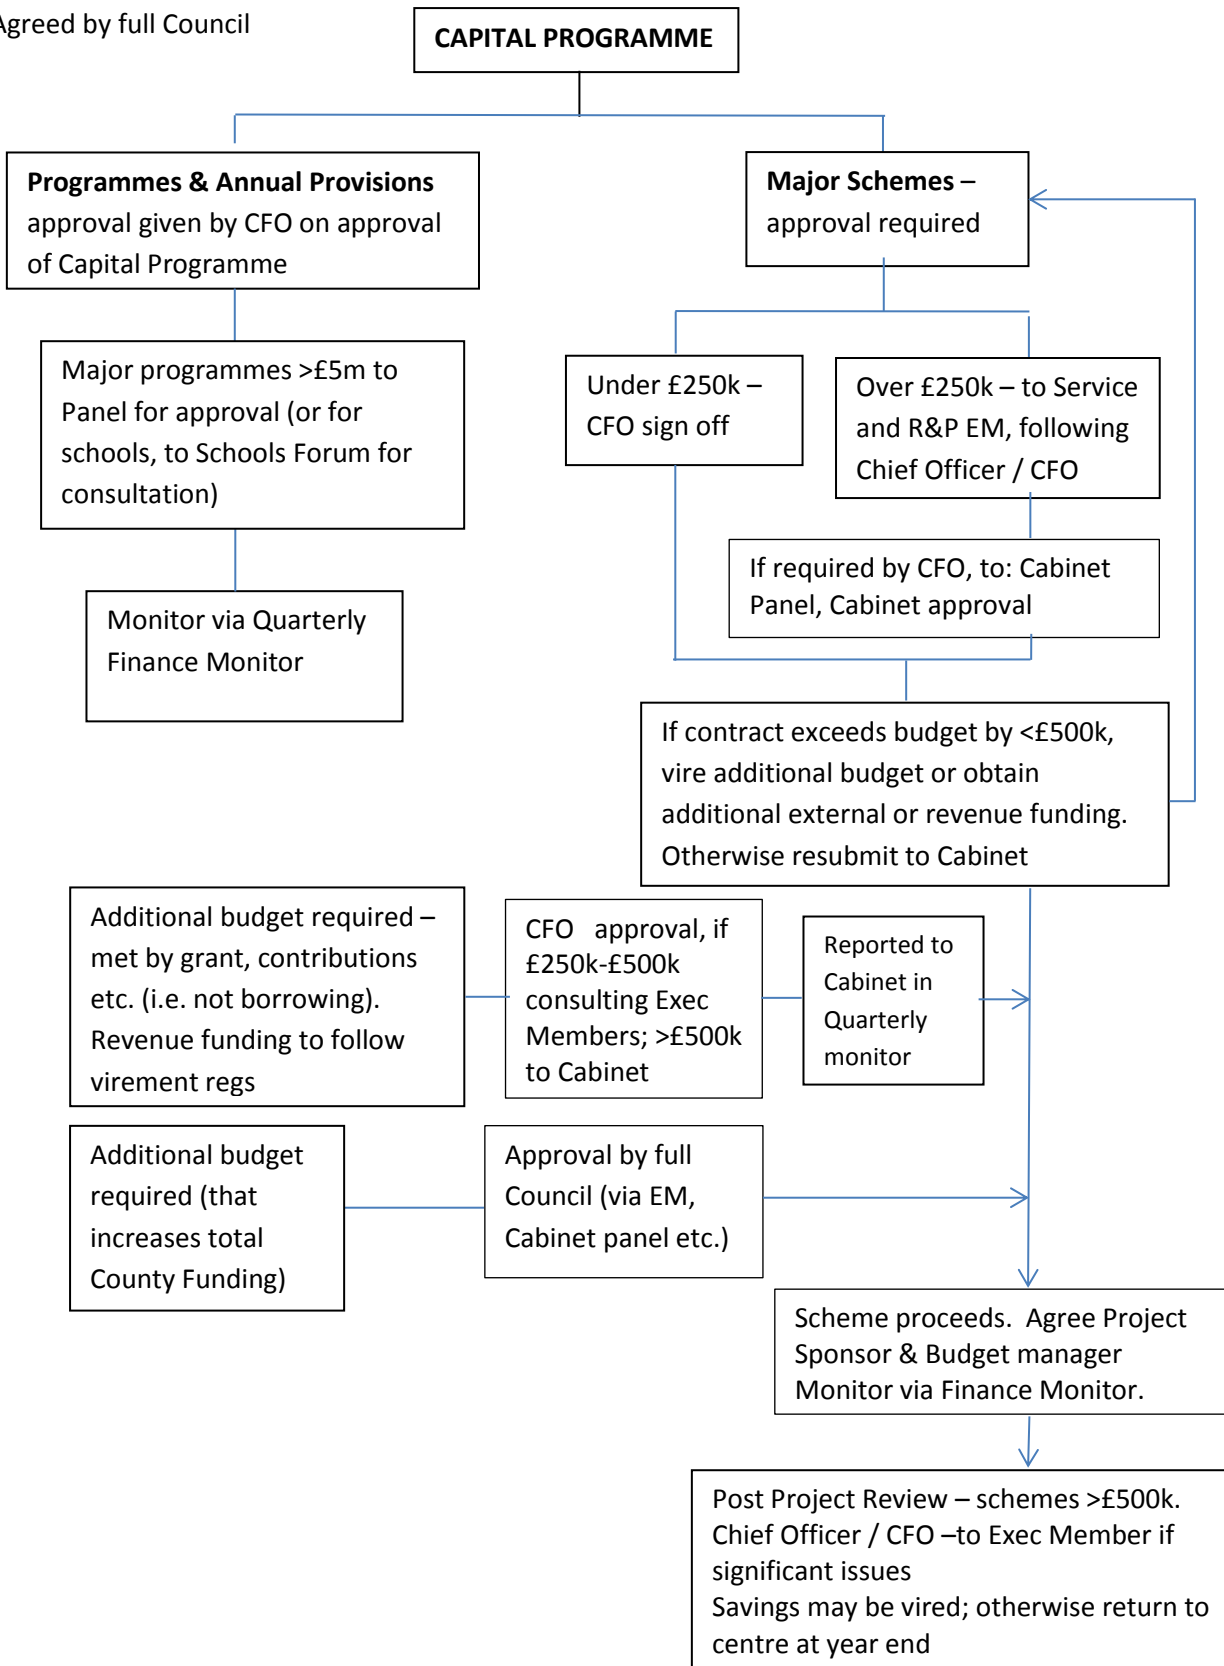 Agreed by full Council
CAPITAL PROGRAMME
Programmes & Annual Provisions
approval given by CFO on approval
of Capital Programme
Major Schemes –
approval required
Major programmes >£5m to
Panel for approval (or for
schools, to Schools Forum for
consultation)
Under £250k –
CFO sign off
Over £250k – to Service
and R&P EM, following
Chief Officer / CFO
If required by CFO, to: Cabinet
Panel, Cabinet approval
Monitor via Quarterly
Finance Monitor
If contract exceeds budget by <£500k,
vire additional budget or obtain
additional external or revenue funding.
Otherwise resubmit to Cabinet
Additional budget required –
met by grant, contributions
etc. (i.e. not borrowing).
Revenue funding to follow
virement regs
CFO approval, if
£250k-£500k
consulting Exec
Members; >£500k
to Cabinet
Reported to
Cabinet in
Quarterly
monitor
Additional budget
required (that
increases total
County Funding)
Approval by full
Council (via EM,
Cabinet panel etc.)
Scheme proceeds. Agree Project
Sponsor & Budget manager
Monitor via Finance Monitor.
Post Project Review – schemes >£500k.
Chief Officer / CFO –to Exec Member if
significant issues
Savings may be vired; otherwise return to
centre at year end